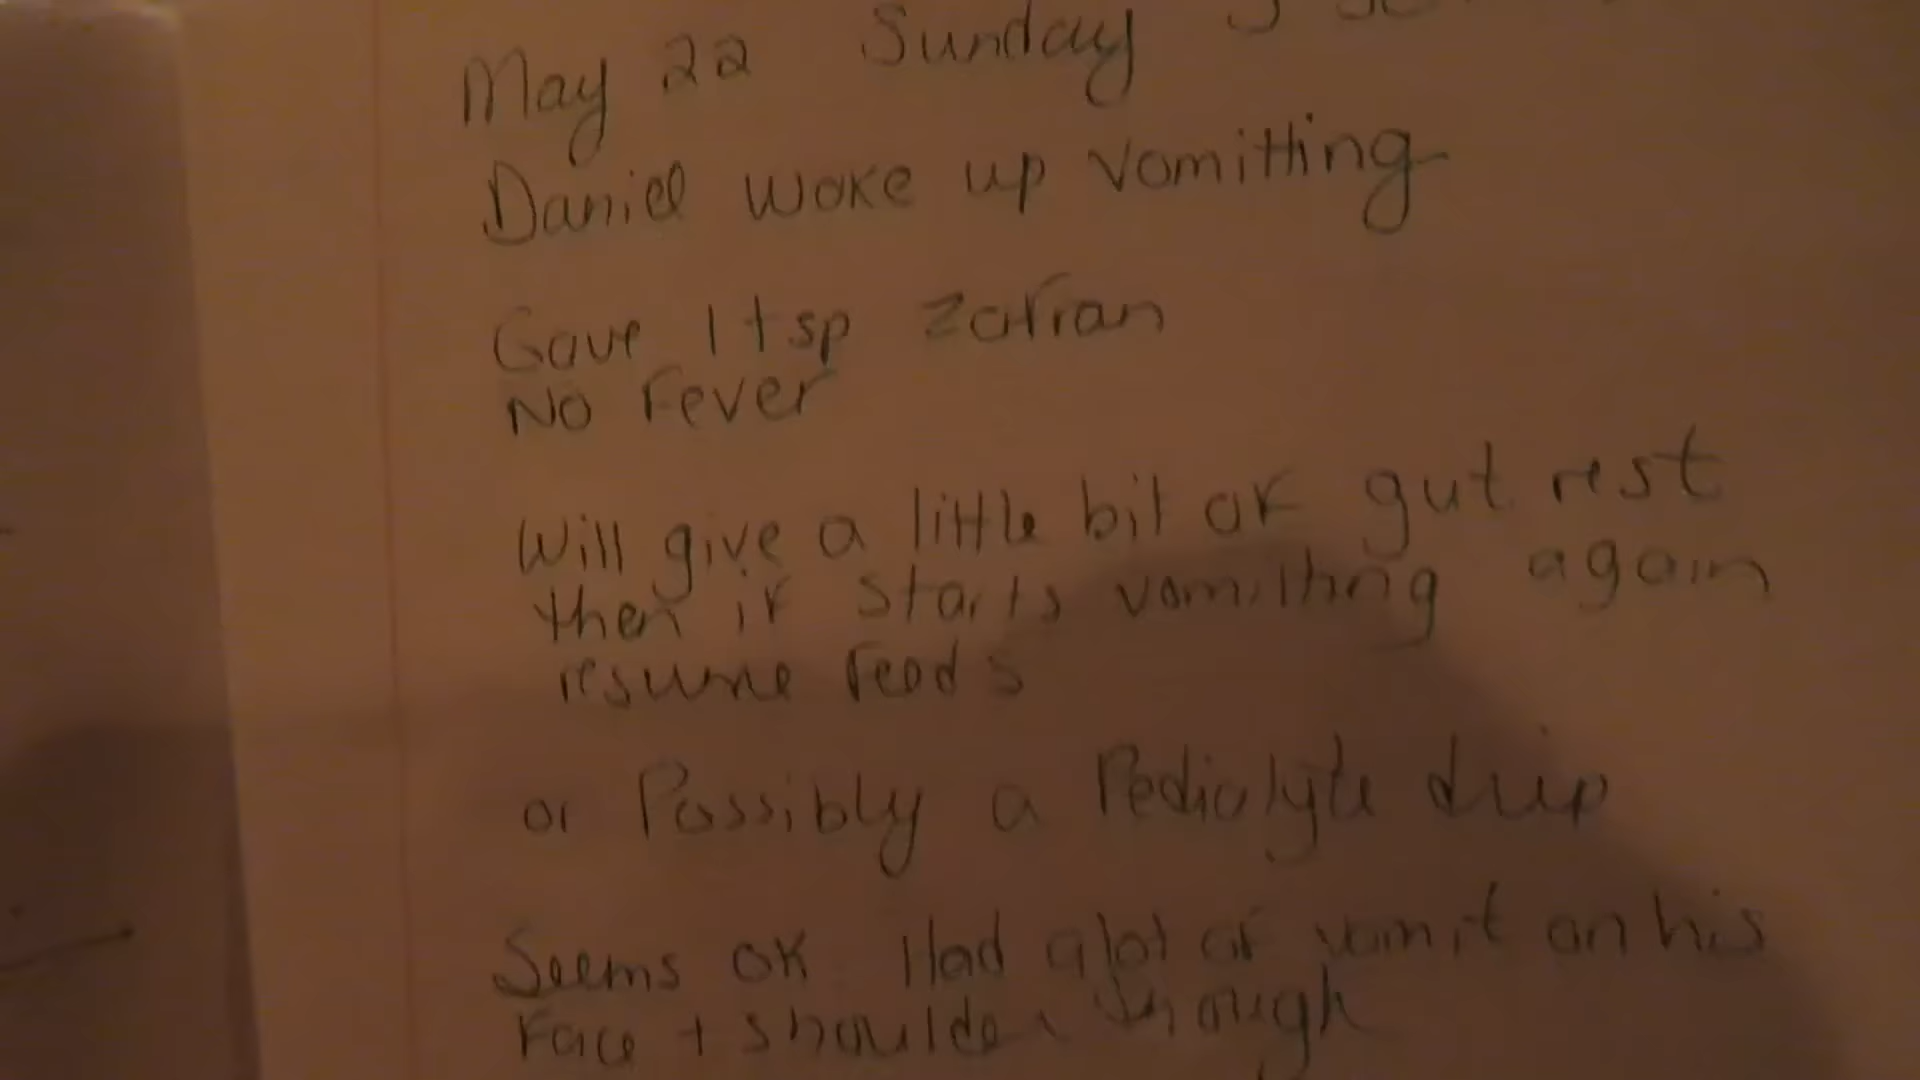 May 22 Sunday
Daniel woke up vomitting
Gave 1 tsp Zofran
No Fever
Will give a little bit of gut rest
then if starts vomitting again
resume feeds
or Possibly a Pedialyte drip
Seems OK Had alot of vomit on his
Face + shoulder though